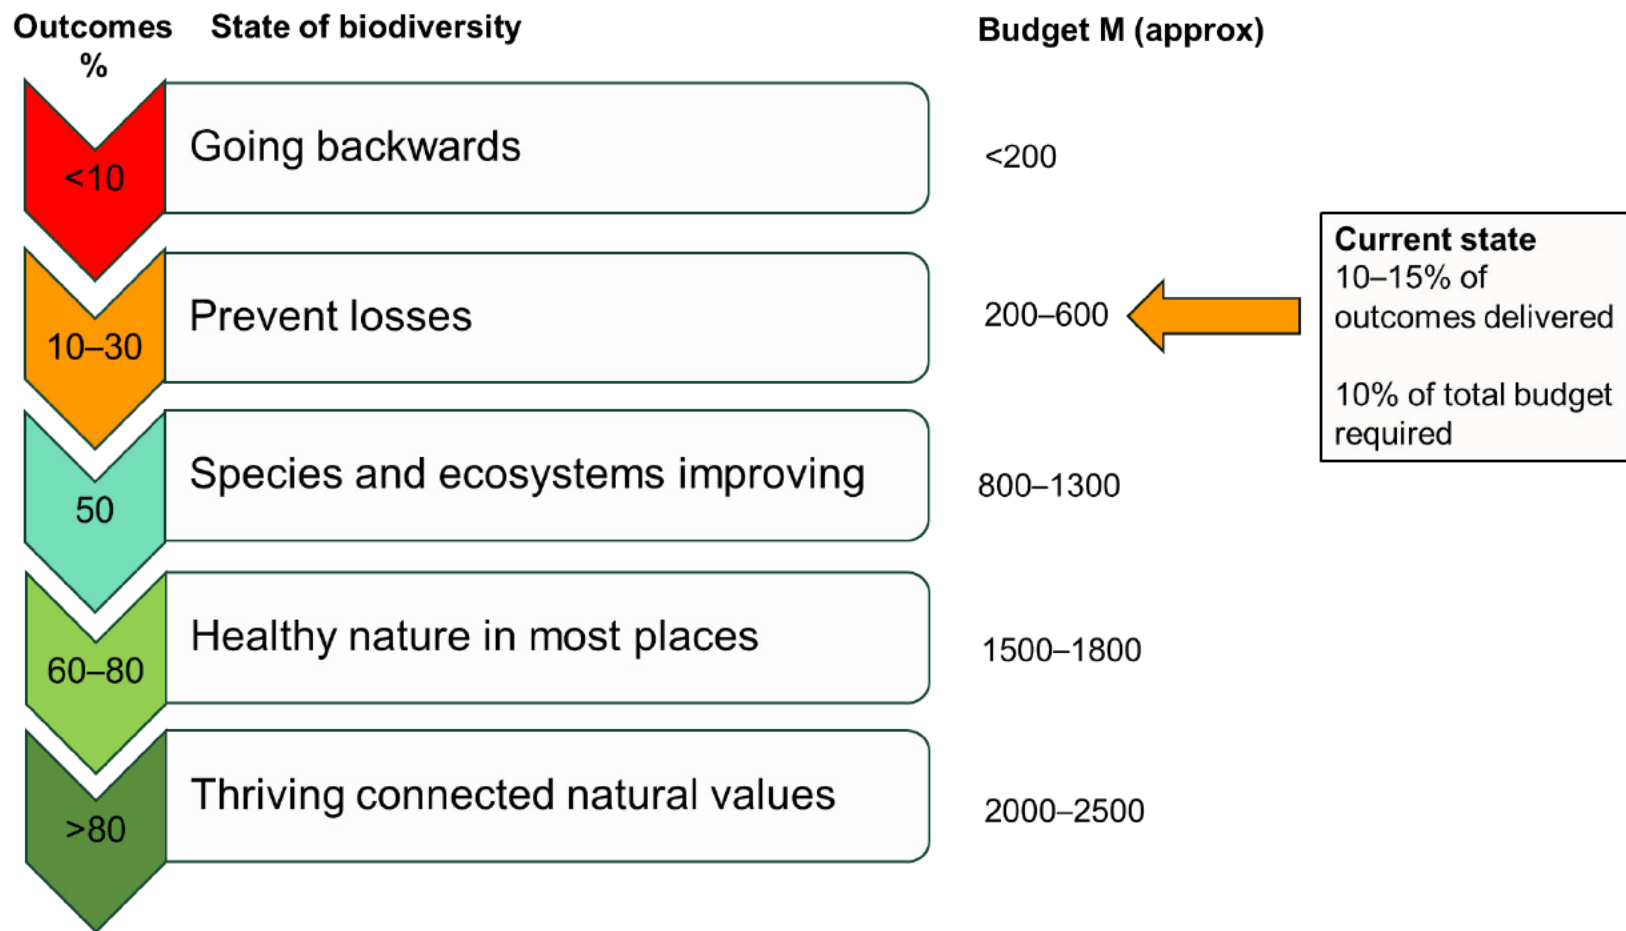 Outcomes
%
State of biodiversity
Budget M (approx)
<10
Going backwards
<200
10–30
Prevent losses
200–600
Current state
10–15% of
outcomes delivered
10% of total budget
required
50
Species and ecosystems improving
800–1300
60–80
Healthy nature in most places
1500–1800
>80
Thriving connected natural values
2000–2500